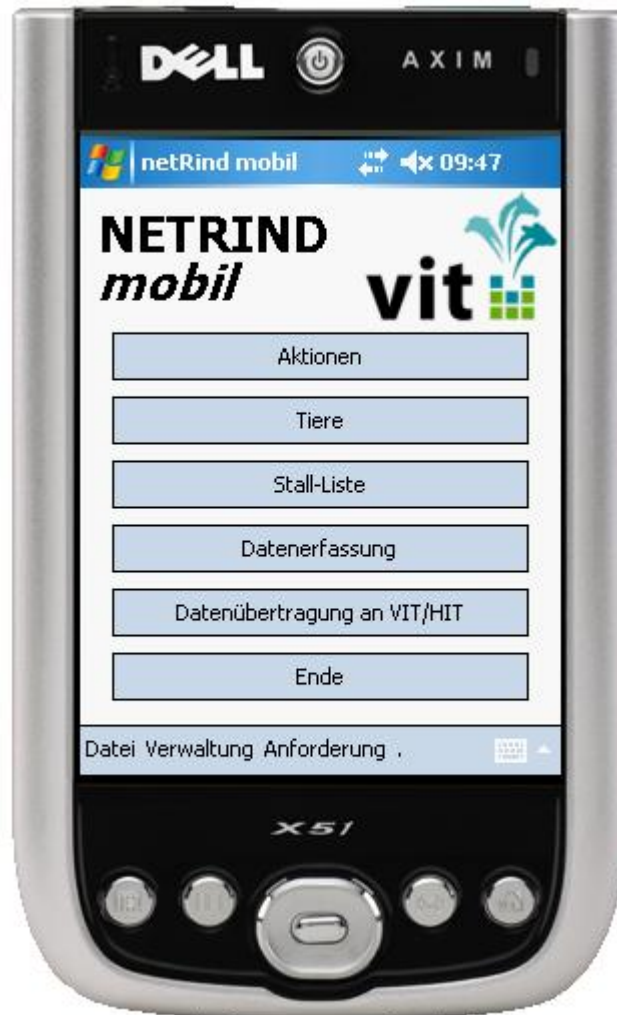 DELL AXIM
netRind mobil 09:47
NETRIND
mobil
vit
Aktionen
Tiere
Stall-Liste
Datenerfassung
Datenübertragung an VIT/HIT
Ende
Datei Verwaltung Anforderung .
X51